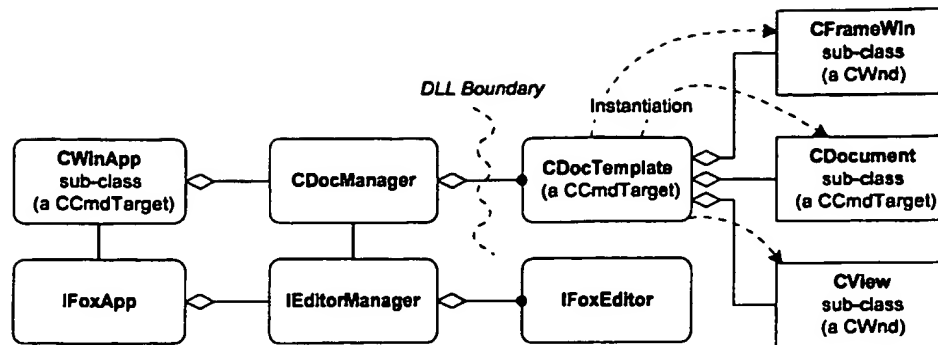 CFrameWin
sub-class
(a CWnd)
DLL Boundary
Instantiation
CWinApp
sub-class
(a CCmdTarget)
CDocManager
CDocTemplate
(a CCmdTarget)
CDocument
sub-class
(a CCmdTarget)
IFoxApp
IEditorManager
IFoxEditor
CView
sub-class
(a CWnd)